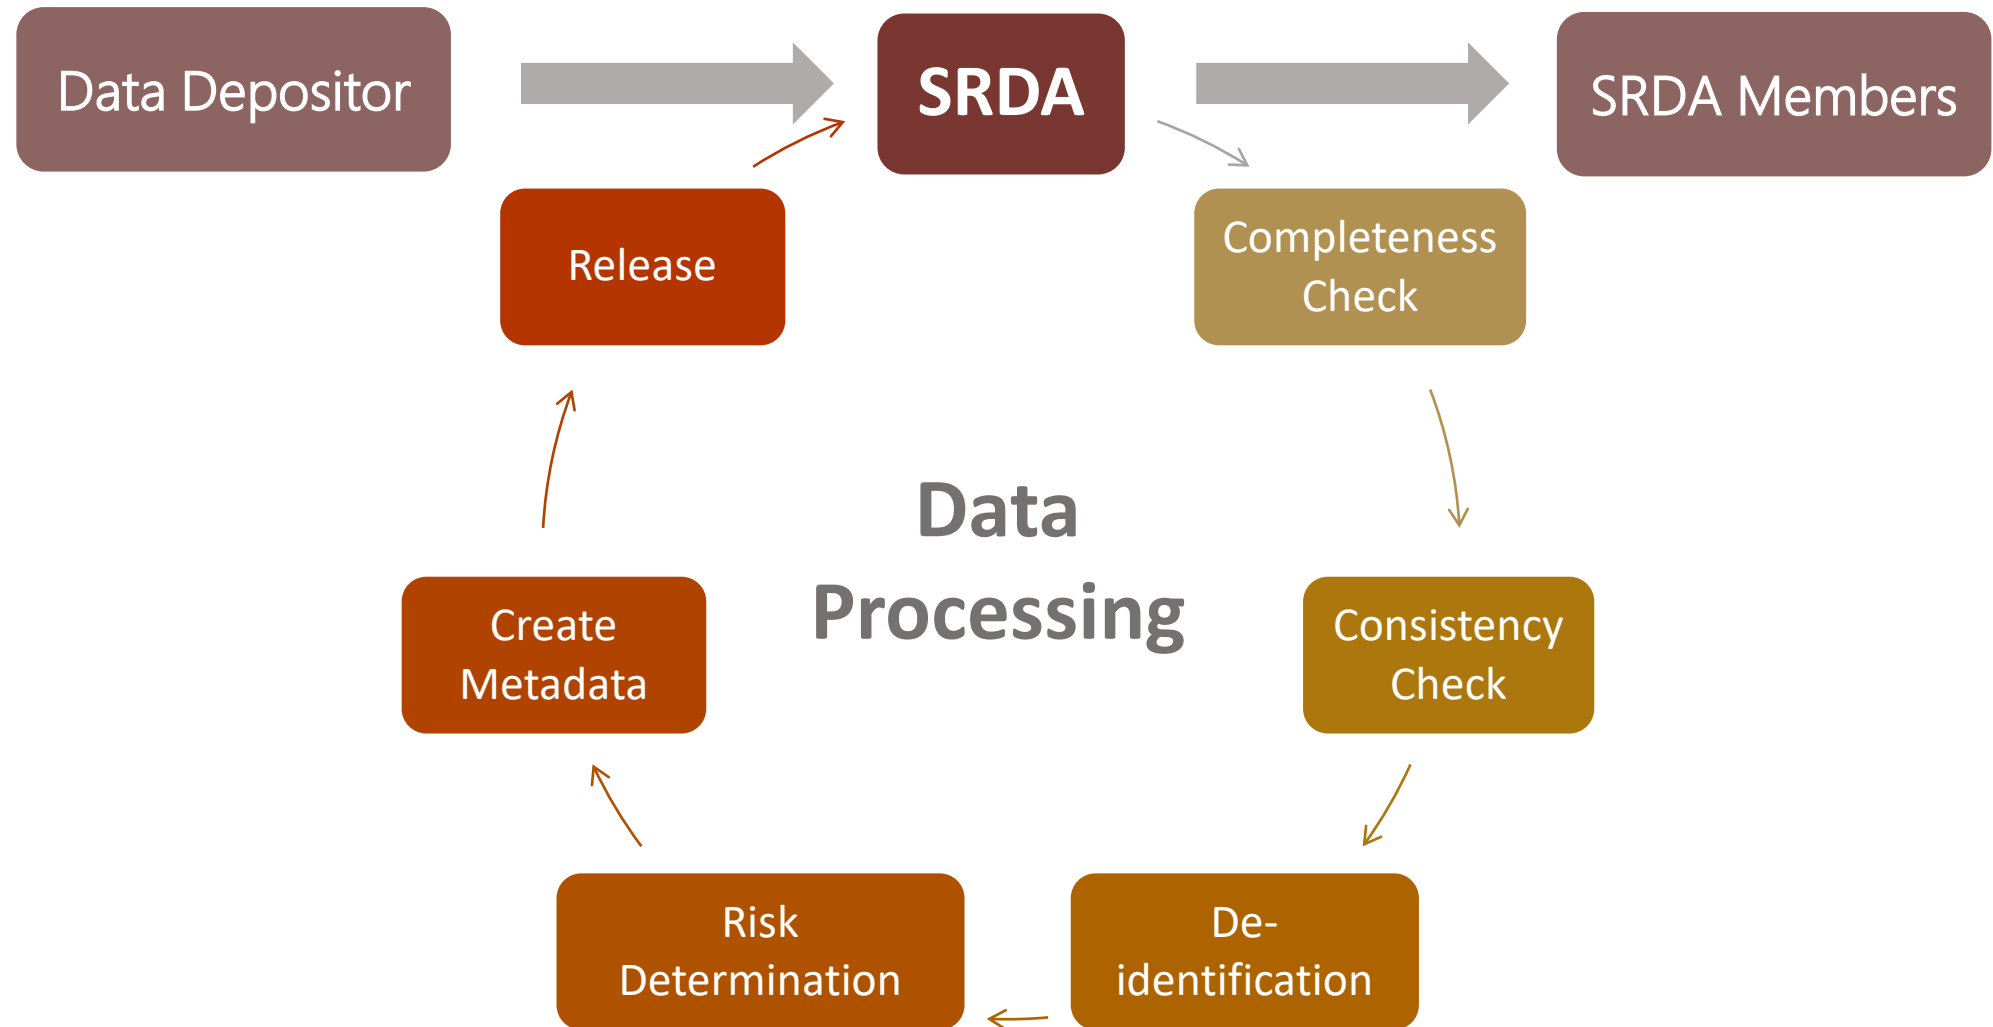 Data Depositor
SRDA
SRDA Members
Release
Completeness
Check
Data
Processing
Create
Metadata
Consistency
Check
Risk
Determination
De-
identification